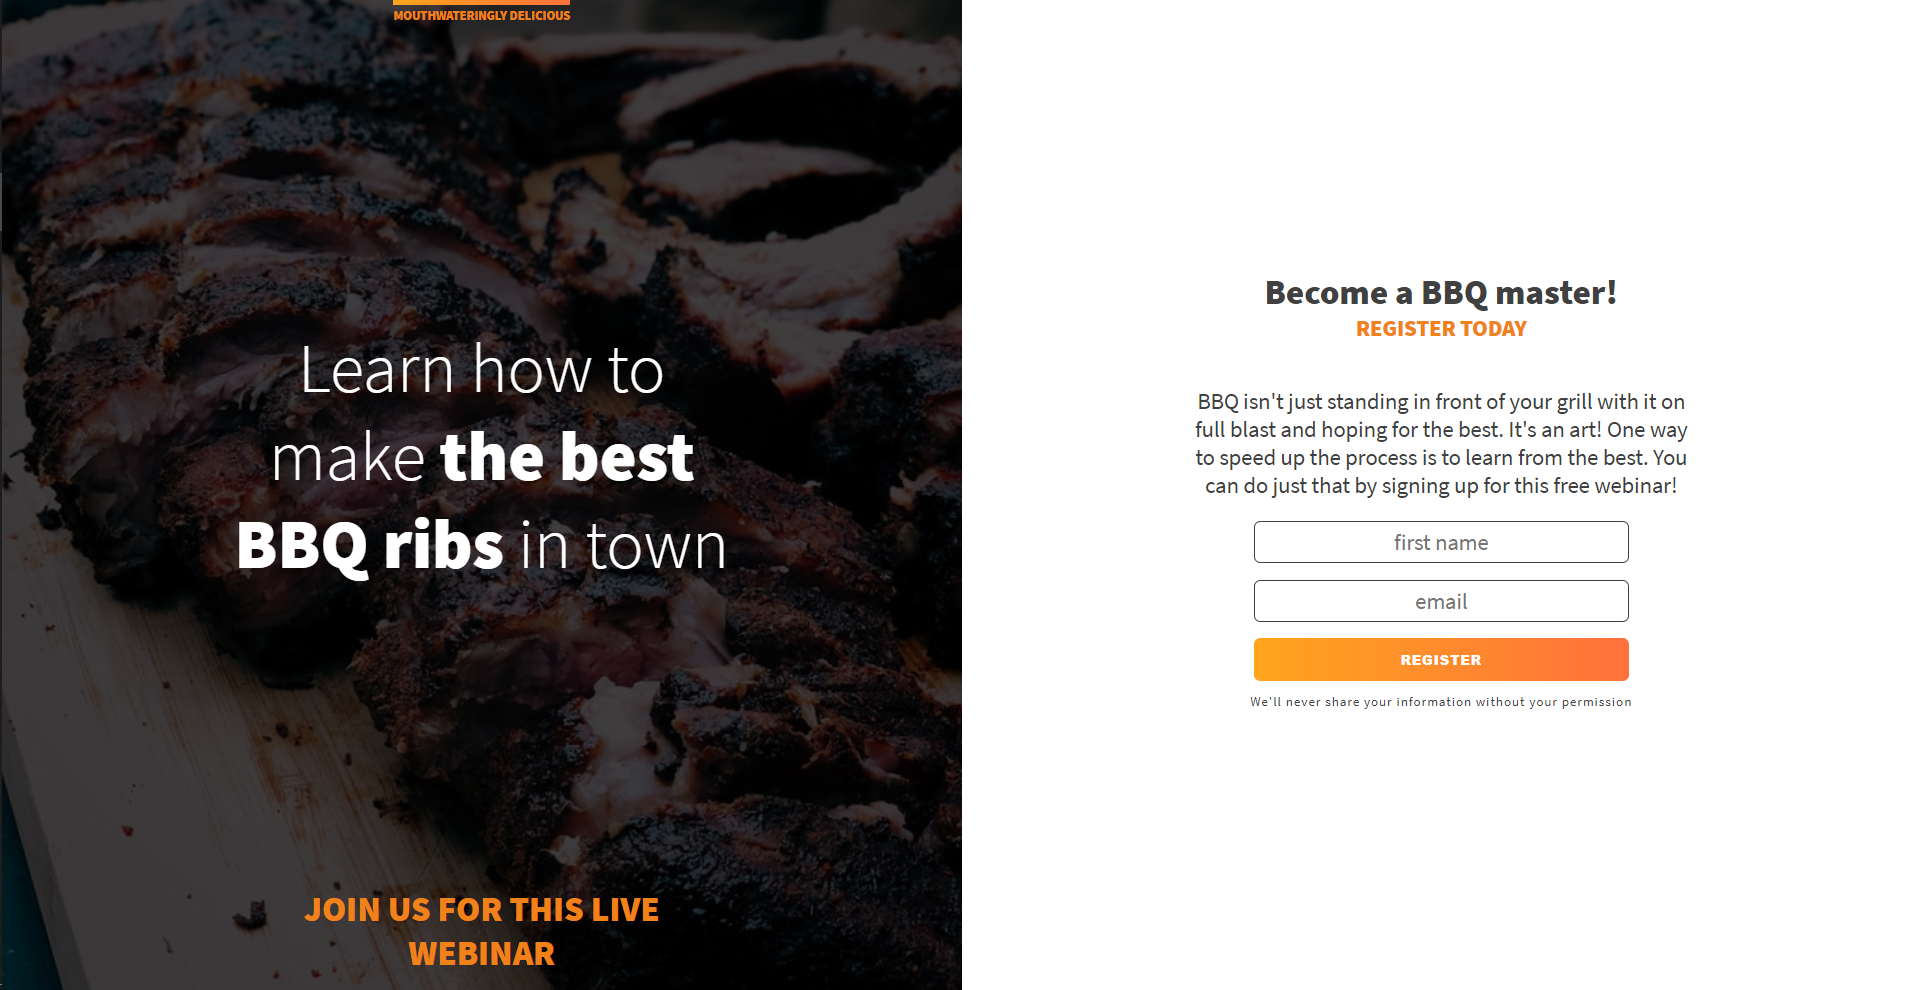 MOUTHWATERINGLY DELICIOUS
Learn how to
make the best
BBQ ribs in town
JOIN US FOR THIS LIVE
WEBINAR
Become a BBQ master!
REGISTER TODAY
BBQ isn't just standing in front of your grill with it on
full blast and hoping for the best. It's an art! One way
to speed up the process is to learn from the best. You
can do just that by signing up for this free webinar!
first name
email
REGISTER
We'll never share your information without your permission